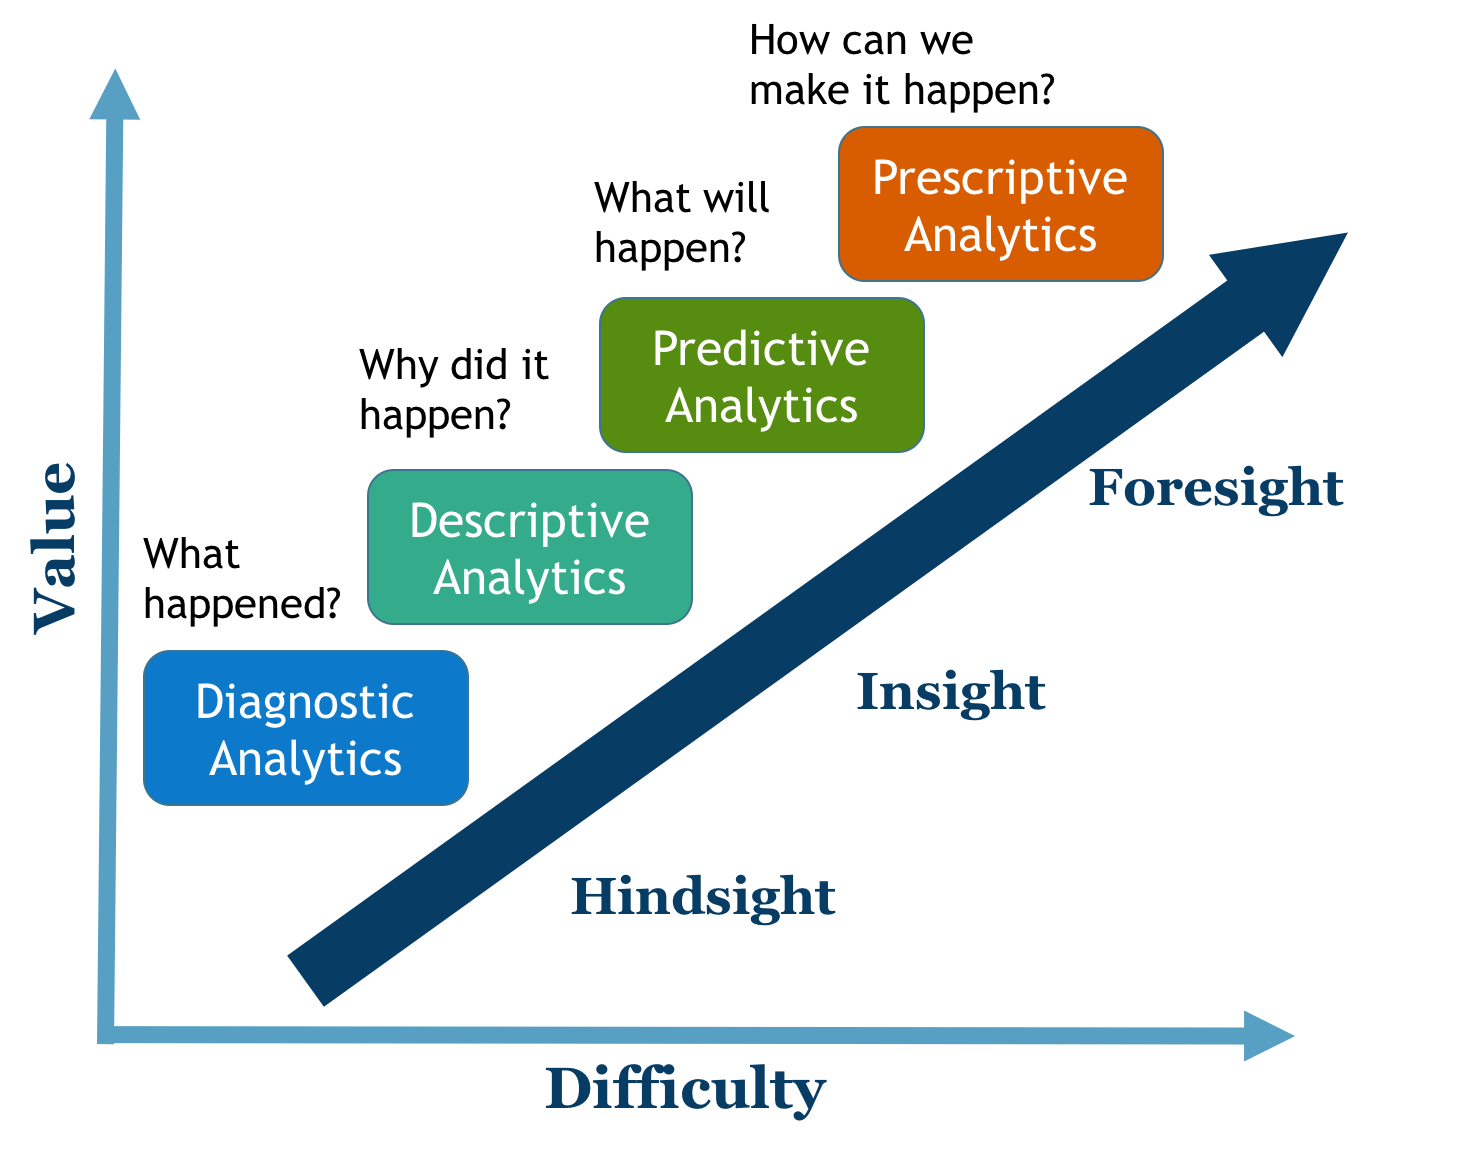 How can we
make it happen?
Prescriptive
Analytics
What will
happen?
Predictive
Analytics
Why did it
happen?
Descriptive
Analytics
What
happened?
Diagnostic
Analytics
Foresight
Insight
Hindsight
Value
Difficulty